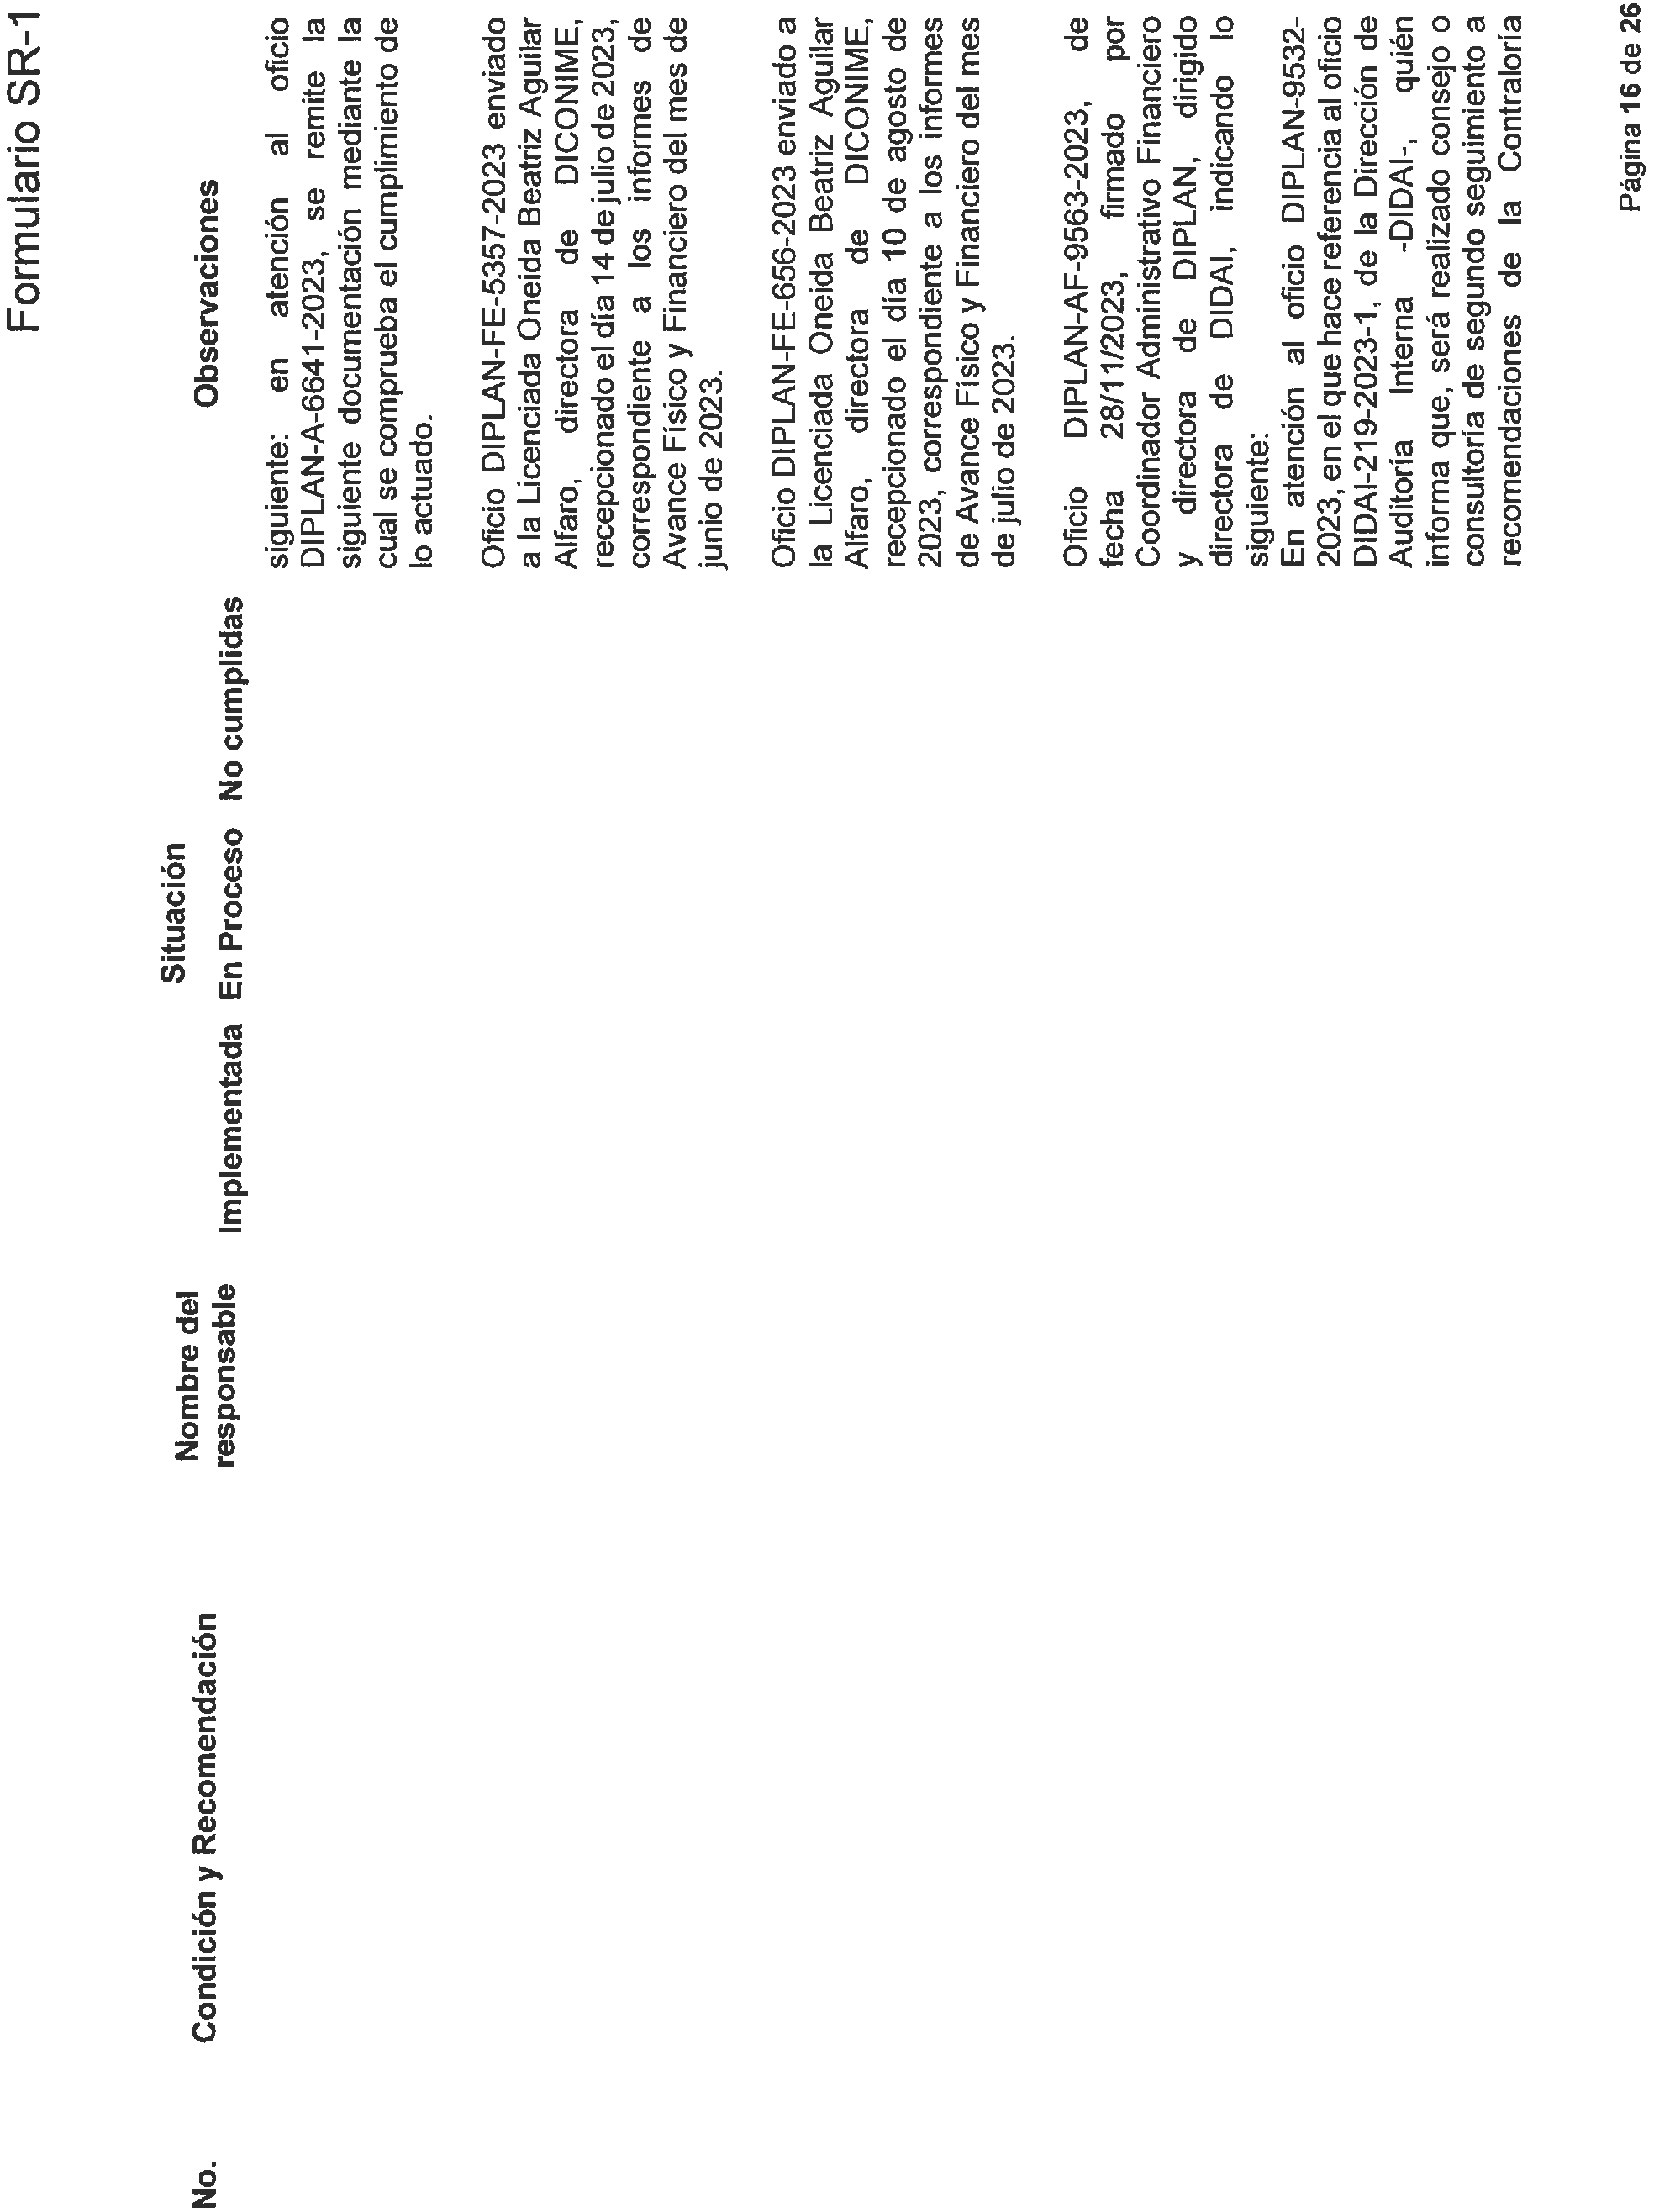 Formulario SR-1
No.
Condición y Recomendación
Nombre del
responsable
Situación
Implementada
En Proceso
No cumplidas
Observaciones
siguiente: en atención al oficio
DIPLAN-A-6641-2023, se remite la
siguiente documentación mediante la
cual se comprueba el cumplimiento de
lo actuado.
Oficio DIPLAN-FE-5357-2023 enviado
a la Licenciada Oneida Beatriz Aguilar
Alfaro, directora de DICONIME,
recepcionado el día 14 de julio de 2023,
correspondiente a los informes de
Avance Físico y Financiero del mes de
junio de 2023.
Oficio DIPLAN-FE-656-2023 enviado a
la Licenciada Oneida Beatriz Aguilar
Alfaro, directora de DICONIME,
recepcionado el día 10 de agosto de
2023, correspondiente a los informes
de Avance Físico y Financiero del mes
de julio de 2023.
Oficio DIPLAN-AF-9563-2023, de
fecha 28/11/2023, firmado por
Coordinador Administrativo Financiero
y directora de DIPLAN, dirigido
directora de DIDAI, indicando lo
siguiente:
En atención al oficio DIPLAN-9532-
2023, en el que hace referencia al oficio
DIDAI-219-2023-1, de la Dirección de
Auditoría Interna -DIDAI-, quién
informa que, será realizado consejo o
consultoría de segundo seguimiento a
recomendaciones de la Contraloría
Página 16 de 26